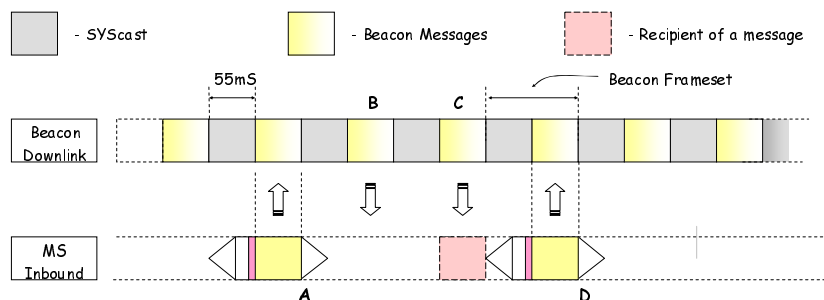 - SYScast
- Beacon Messages
- Recipient of a message
55mS
Beacon Frameset
B
C
Beacon
Downlink
MS
Inbound
A
D